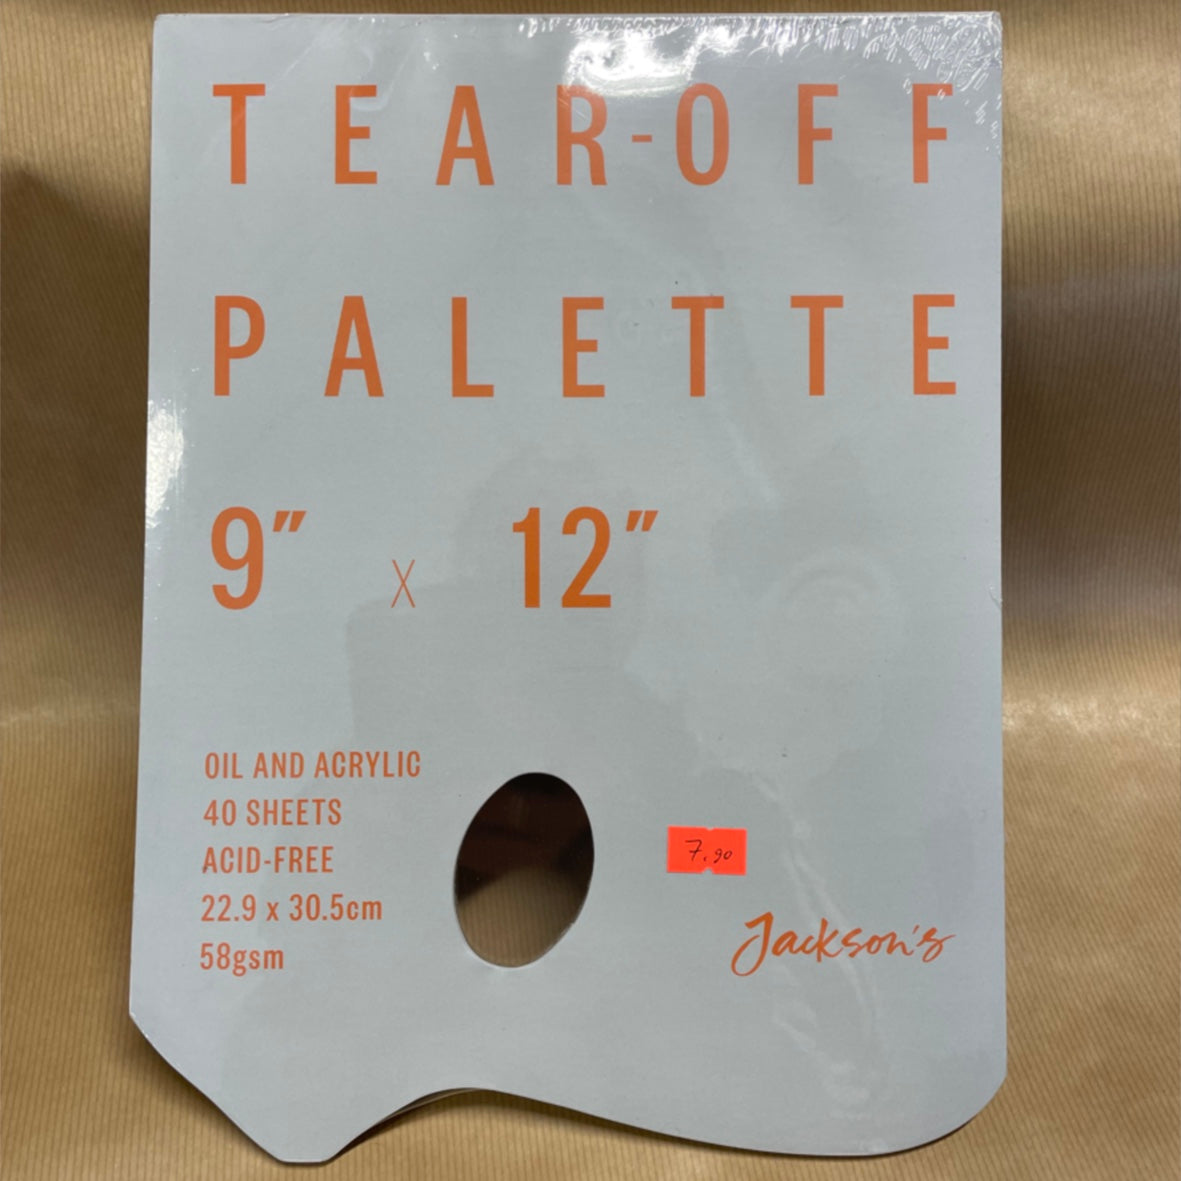 TEAR-OFF
PALETTE
9" x 12"
OIL AND ACRYLIC
40 SHEETS
ACID-FREE
22.9 x 30.5cm
58gsm
7.90
Jackson's